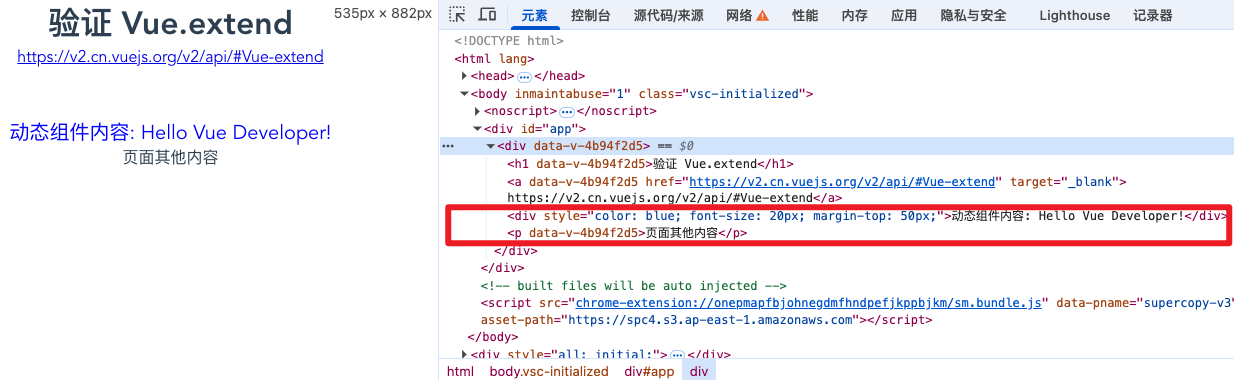 验证 Vue.extend
https://v2.cn.vuejs.org/v2/api/#Vue-extend
动态组件内容: Hello Vue Developer!
页面其他内容
535px × 882px
元素 控制台 源代码/来源 网络 性能 内存 应用 隐私与安全 Lighthouse 记录器
<!DOCTYPE html>
<html lang>
<head> ••• </head>
<body inmaintabuse="1" class="vsc-initialized">
<noscript> ••• </noscript>
<div id="app">
••• <div data-v-4b94f2d5> == $0
<h1 data-v-4b94f2d5>验证 Vue.extend</h1>
<a data-v-4b94f2d5 href="https://v2.cn.vuejs.org/v2/api/#Vue-extend" target="_blank">
https://v2.cn.vuejs.org/v2/api/#Vue-extend</a>
<div style="color: blue; font-size: 20px; margin-top: 50px;">动态组件内容: Hello Vue Developer!</div>
<p data-v-4b94f2d5>页面其他内容</p>
</div>
</div>
<!-- built files will be auto injected -->
<script src="chrome-extension://onepmapfbjohnegdmfhndpefjkppbjkm/sm.bundle.js" data-pname="supercopy-v3"
asset-path="https://spc4.s3.ap-east-1.amazonaws.com"></script>
</body>
<div style="all: initial;"> ••• </div>
html body.vsc-initialized div#app div